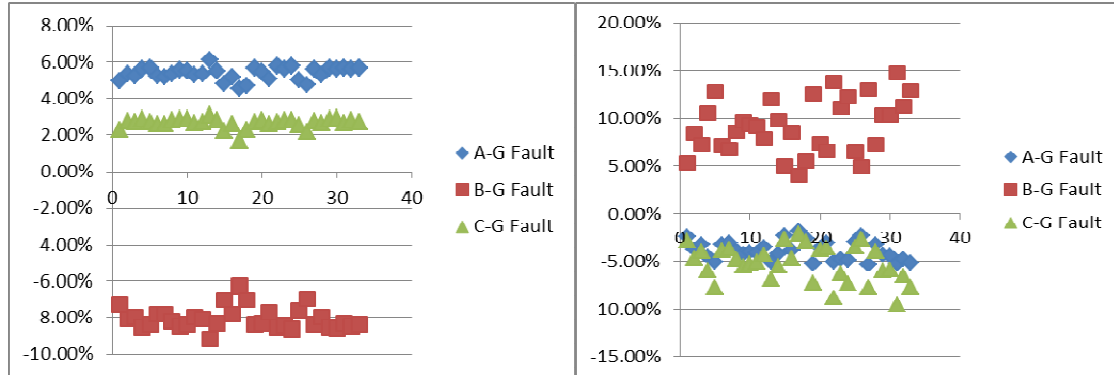 8.00%
6.00%
4.00%
2.00%
0.00%
-2.00%
-4.00%
-6.00%
-8.00%
-10.00%
0 10 20 30 40
A-G Fault
B-G Fault
C-G Fault
20.00%
15.00%
10.00%
5.00%
0.00%
-5.00%
-10.00%
-15.00%
0 10 20 30 40
A-G Fault
B-G Fault
C-G Fault